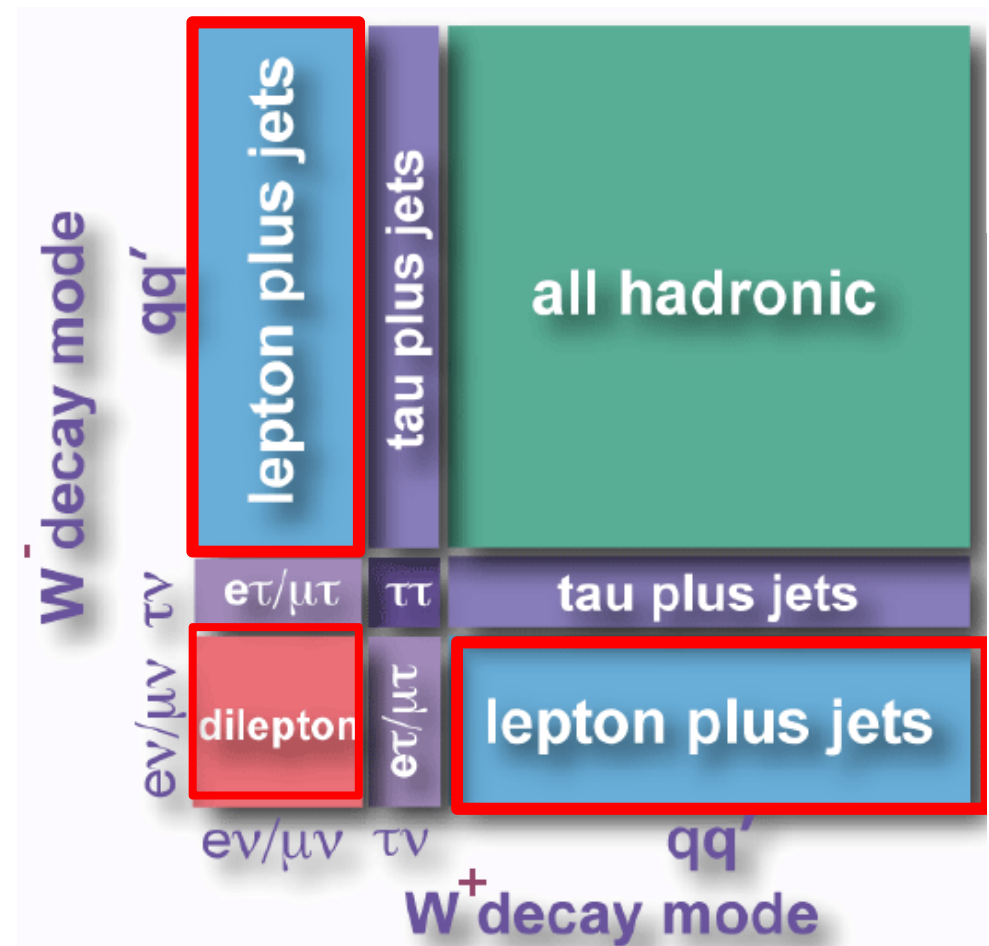 lepton plus jets
tau plus jets
all hadronic
W⁻ decay mode
qq′
eτ/μτ
ττ
tau plus jets
τν
dilepton
eτ/μτ
lepton plus jets
eν/μν
eν/μν
τν
qq′
W⁺ decay mode